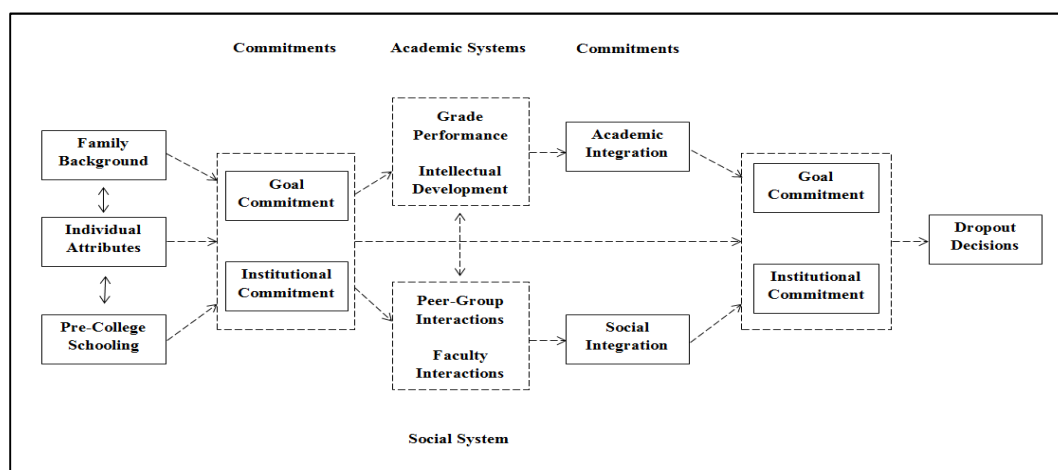 Commitments
Academic Systems
Commitments
Family
Background
Individual
Attributes
Pre-College
Schooling
Goal
Commitment
Institutional
Commitment
Grade
Performance
Intellectual
Development
Peer-Group
Interactions
Faculty
Interactions
Academic
Integration
Social
Integration
Goal
Commitment
Institutional
Commitment
Dropout
Decisions
Social System